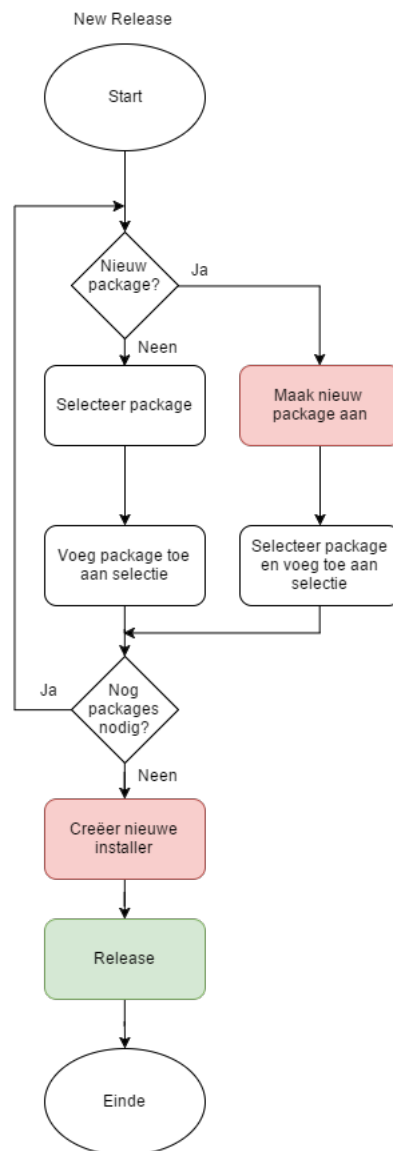 New Release
Start
Nieuw
package?
Ja
Neen
Selecteer package
Maak nieuw
package aan
Voeg package toe
aan selectie
Selecteer package
en voeg toe aan
selectie
Ja
Nog
packages
nodig?
Neen
Creëer nieuwe
installer
Release
Einde